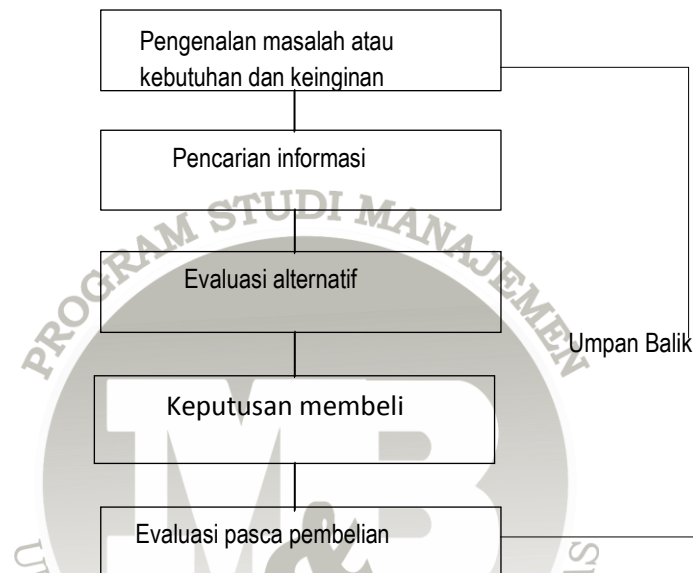 Pengenalan masalah atau
kebutuhan dan keinginan
Pencarian informasi
PROGRAM STUDI MANAJEMEN
Evaluasi alternatif
Umpan Balik
Keputusan membeli
M&B
Evaluasi pasca pembelian